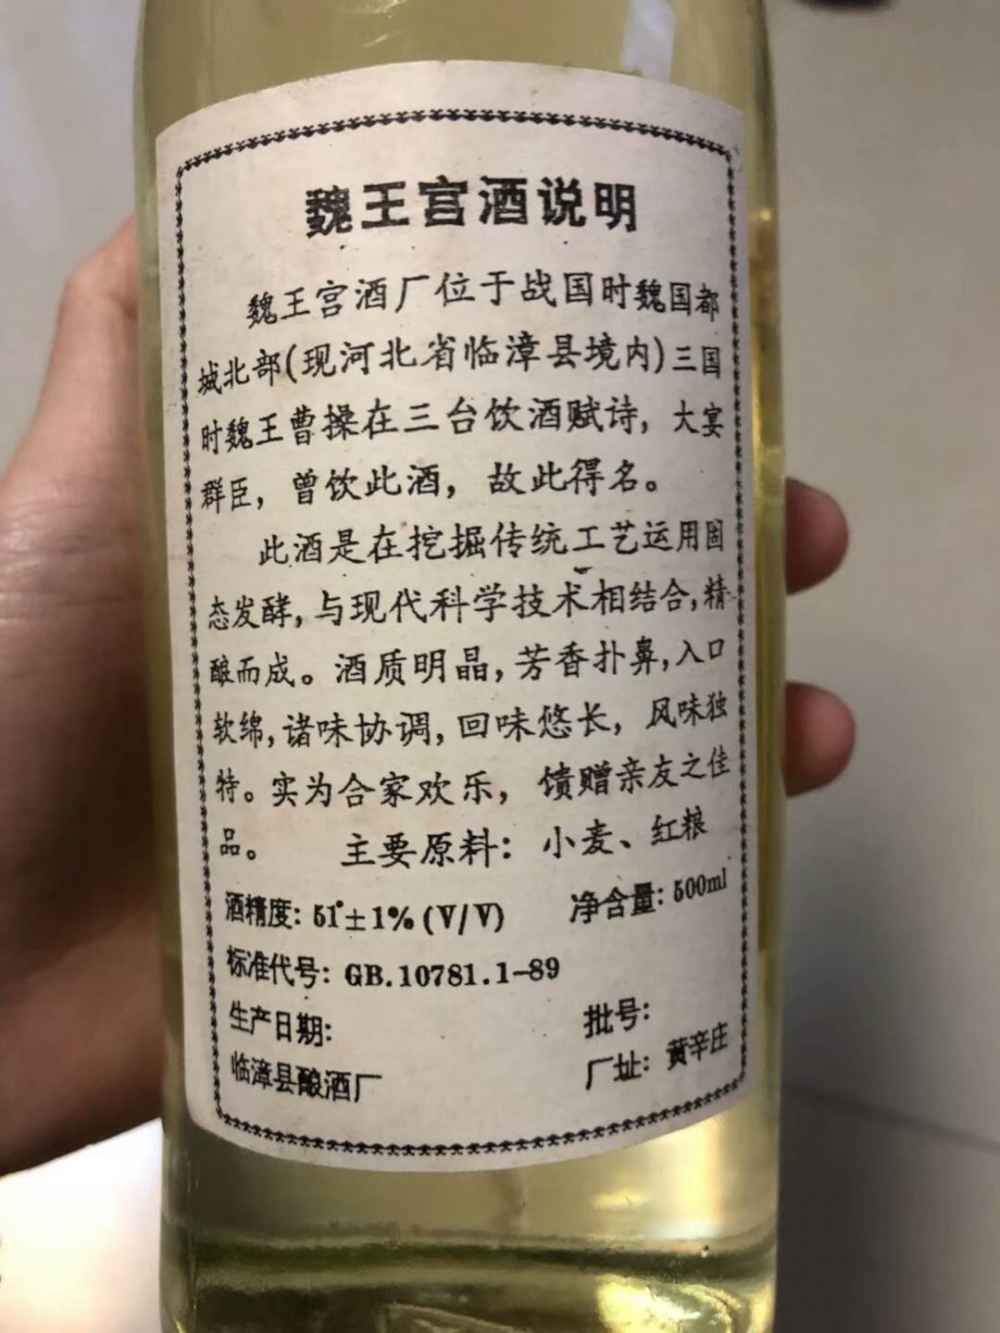 魏王宫酒说明
魏王宫酒厂位于战国时魏国都
城北部(现河北省临漳县境内)三国
时魏王曹操在三台饮酒赋诗，大宴
群臣，曾饮此酒，故此得名。
此酒是在挖掘传统工艺运用固
态发酵，与现代科学技术相结合，精
酿而成。酒质明晶，芳香扑鼻，入口
软绵，诸味协调，回味悠长，风味独
特。实为合家欢乐，馈赠亲友之佳
品。 主要原料：小麦、红粮
酒精度：51°±1%(V/V) 净合量：500ml
标准代号：GB.10781.1-89
生产日期： 批号：
临漳县酿酒厂 厂址：黄辛庄